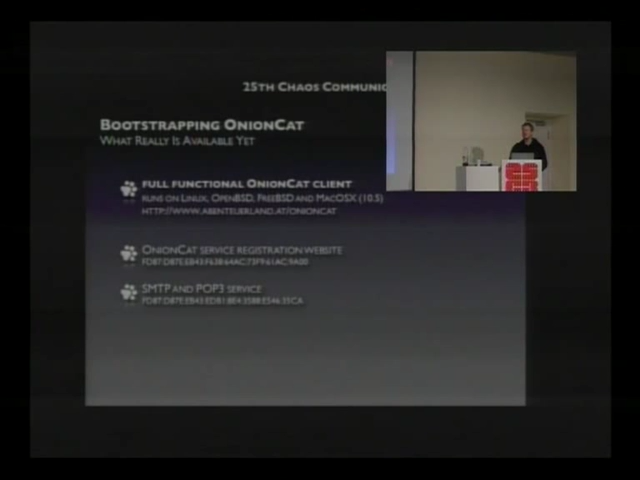 25TH CHAOS COMMUNIC
BOOTSTRAPPING ONIONCAT
WHAT REALLY IS AVAILABLE YET
FULL FUNCTIONAL ONIONCAT CLIENT
RUNS ON LINUX, OPENBSD, FREEBSD AND MACOSX (10.5)
HTTP://WWW.ABENTEUERLAND.AT/ONIONCAT
ONIONCAT SERVICE REGISTRATION WEBSITE
SMTP AND POP3 SERVICE